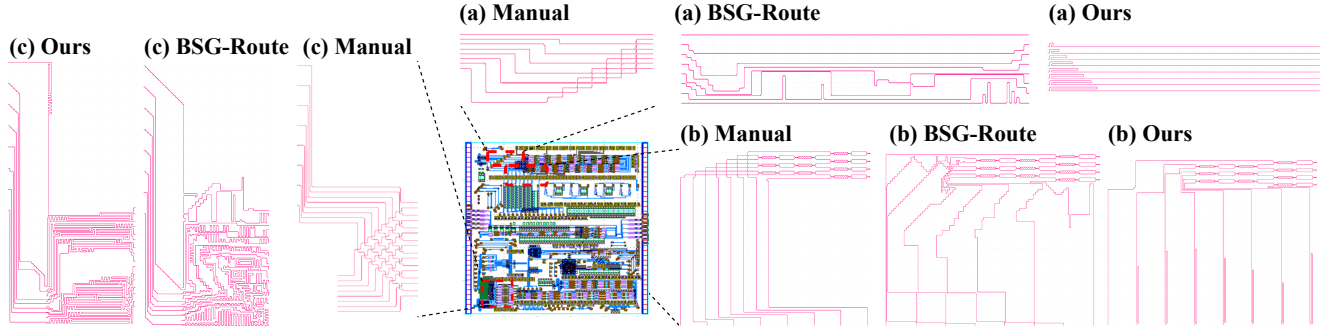 (a) Manual
(a) BSG-Route
(a) Ours
(c) Ours
(c) BSG-Route
(c) Manual
(b) Manual
(b) BSG-Route
(b) Ours